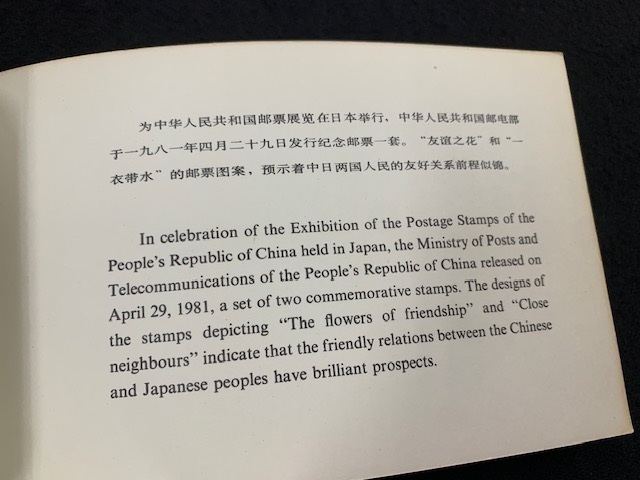 为中华人民共和国邮票展览在日本举行，中华人民共和国邮电部
于一九八一年四月二十九日发行纪念邮票一套。“友谊之花”和“一
衣带水”的邮票图案，预示着中日两国人民的友好关系前程似锦。
In celebration of the Exhibition of the Postage Stamps of the
People’s Republic of China held in Japan, the Ministry of Posts and
Telecommunications of the People’s Republic of China released on
April 29, 1981, a set of two commemorative stamps. The designs of
the stamps depicting “The flowers of friendship” and “Close
neighbours” indicate that the friendly relations between the Chinese
and Japanese peoples have brilliant prospects.